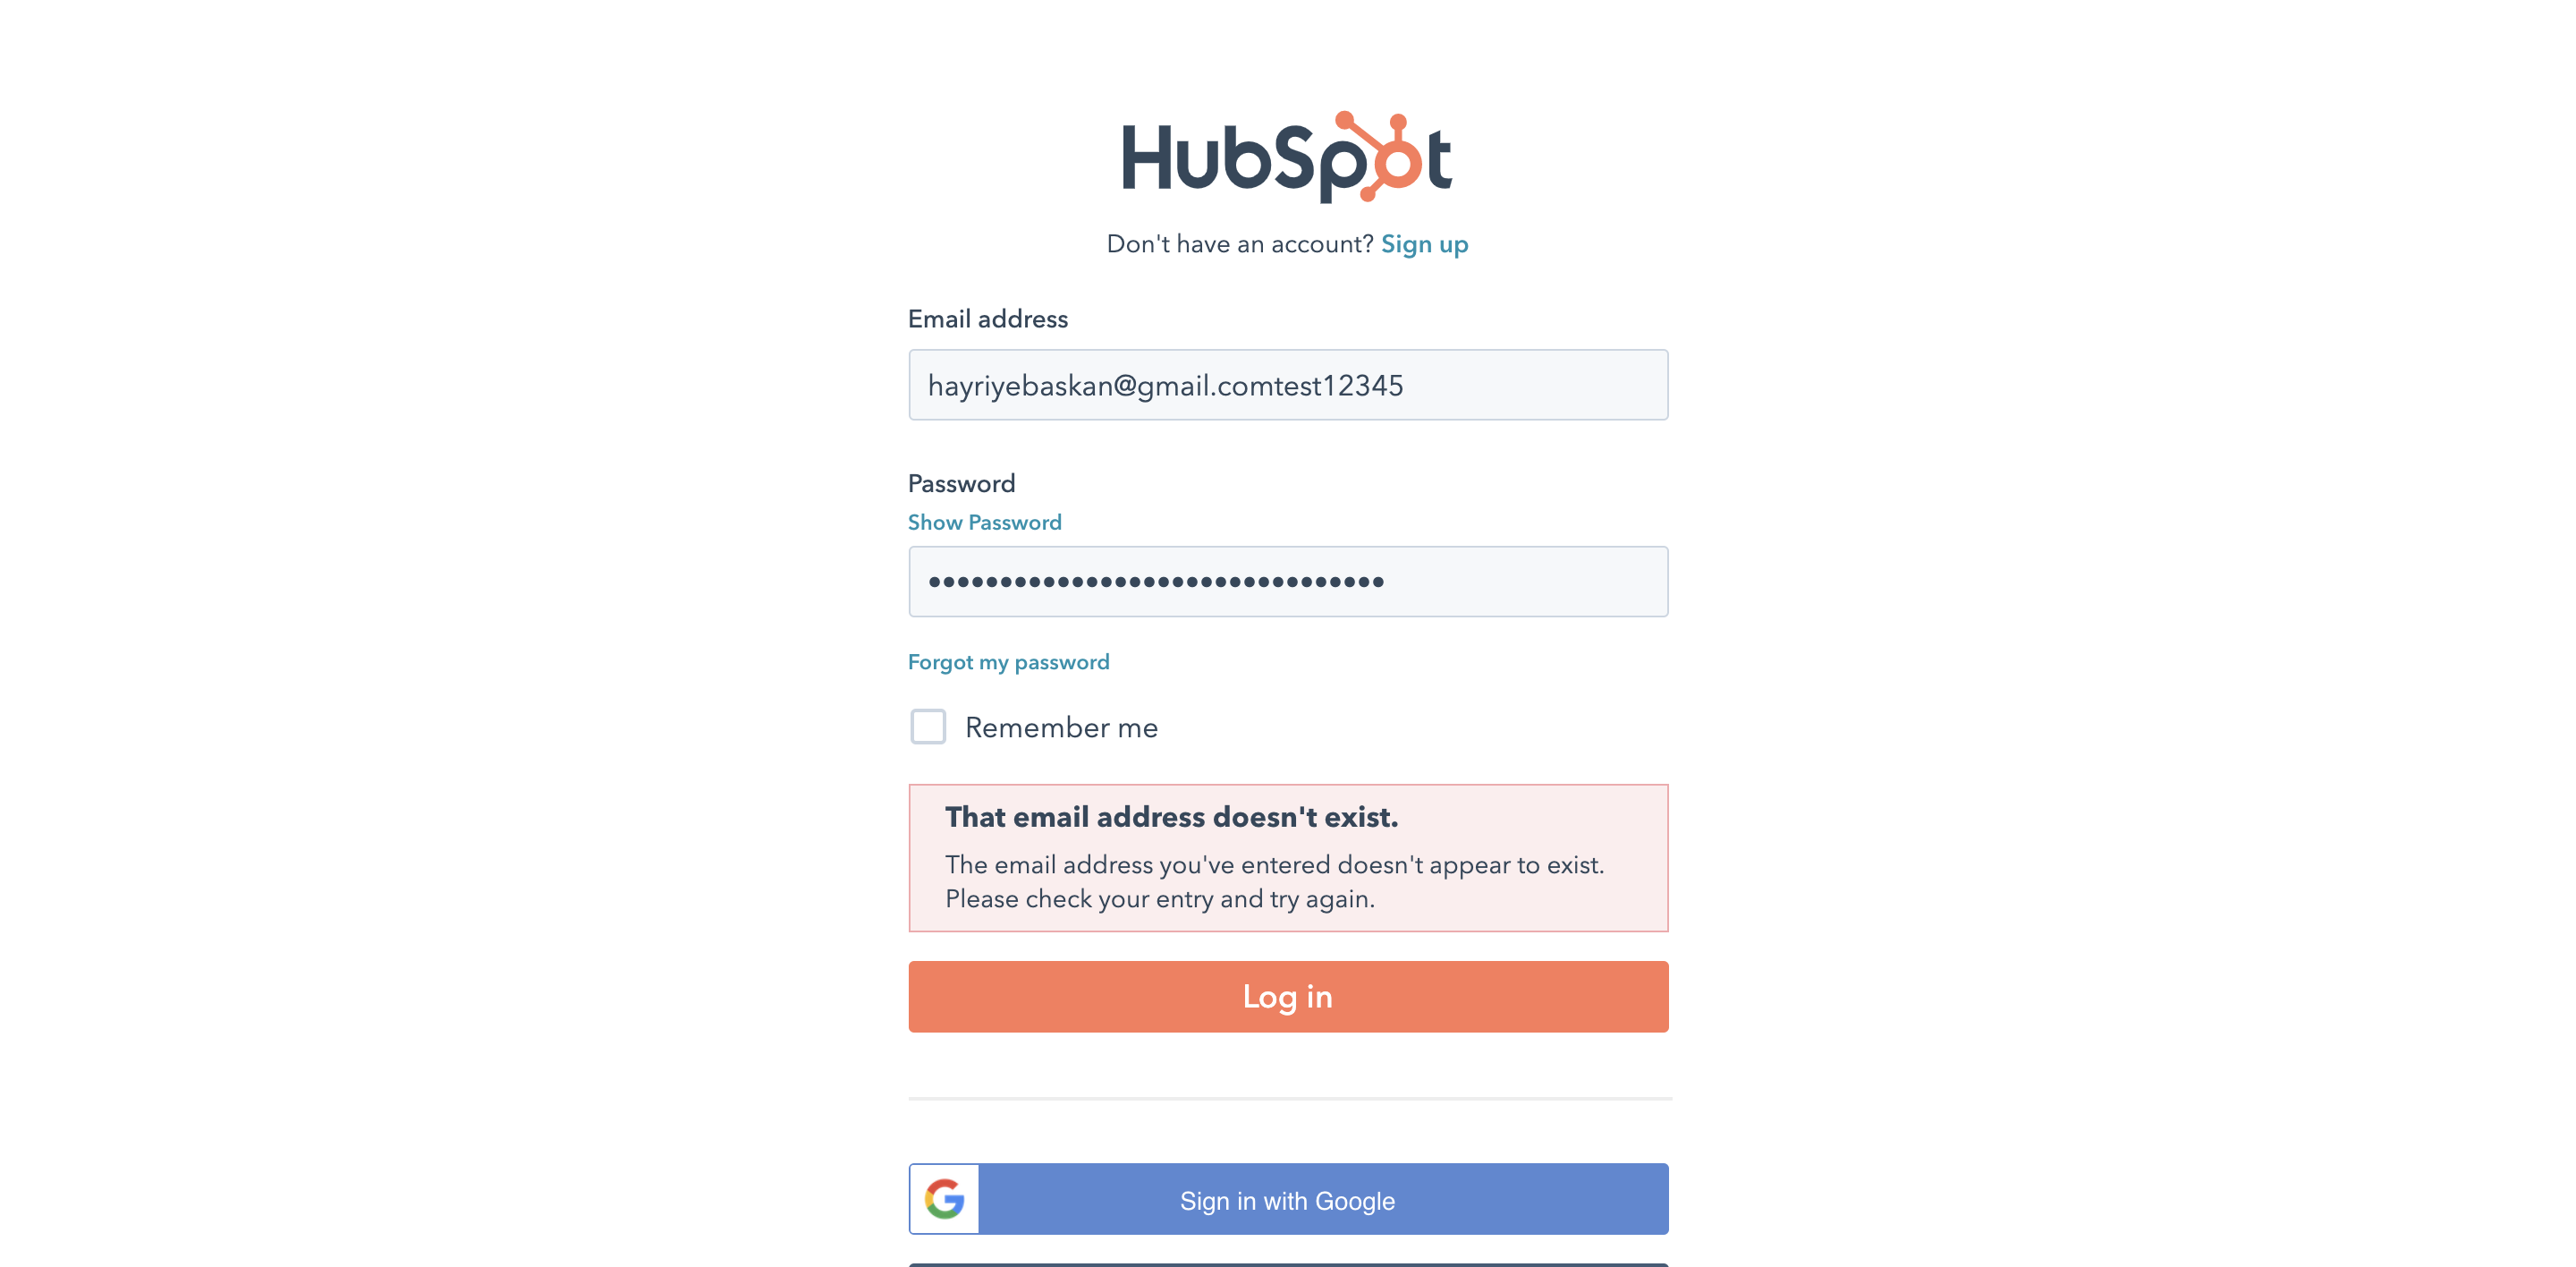 HubSpot
Don't have an account? Sign up
Email address
hayriyebaskan@gmail.comtest12345
Password
Show Password
••••••••••••••••••••••••••••••••
Forgot my password
Remember me
That email address doesn't exist.
The email address you've entered doesn't appear to exist.
Please check your entry and try again.
Log in
Sign in with Google